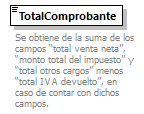 TotalComprobante
Se obtiene de la suma de los
campos "total venta neta",
"monto total del impuesto" y
"total otros cargos" menos
"total IVA devuelto", en
caso de contar con dichos
campos.